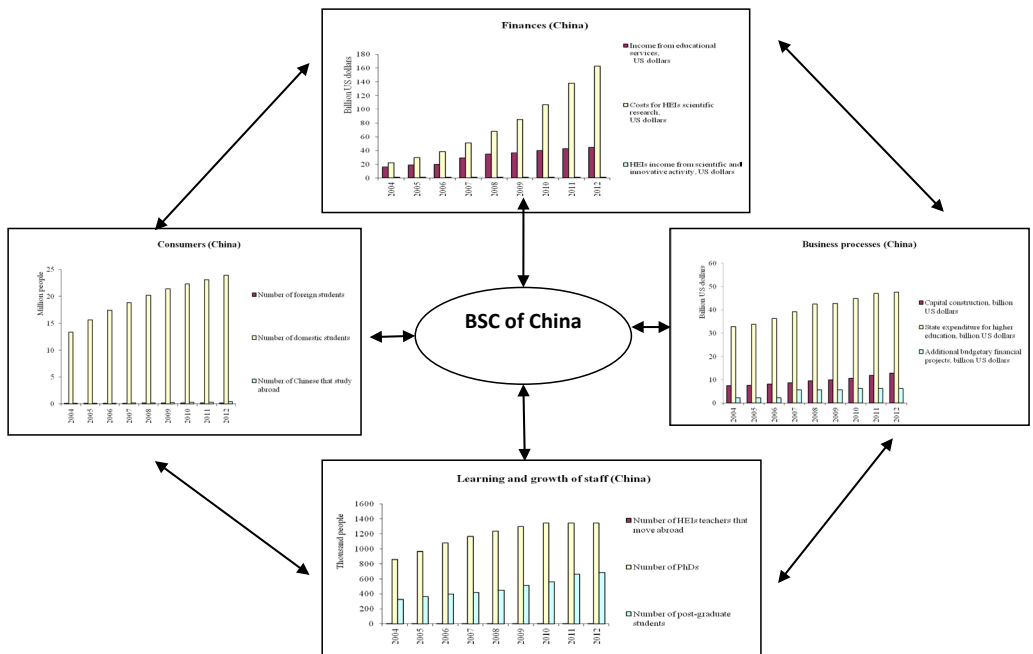 Finances (China)
Billion US dollars
180
160
140
120
100
80
60
40
20
0
2004
2005
2006
2007
2008
2009
2010
2011
2012
Income from educational
services,
US dollars
Costs for HEIs scientific
research,
US dollars
HEIs income from scientific and
innovative activity, US dollars
Consumers (China)
Million people
25
20
15
10
5
0
2004
2005
2006
2007
2008
2009
2010
2011
2012
Number of foreign students
Number of domestic students
Number of Chinese that study
abroad
BSC of China
Business processes (China)
Billion US dollars
60
50
40
30
20
10
0
2004
2005
2006
2007
2008
2009
2010
2011
2012
Capital construction, billion
US dollars
State expenditure for higher
education, billion US dollars
Additional budgetary financial
projects, billion US dollars
Learning and growth of staff (China)
Thousand people
1600
1400
1200
1000
800
600
400
200
0
2004
2005
2006
2007
2008
2009
2010
2011
2012
Number of HEIs teachers that
move abroad
Number of PhDs
Number of post-graduate
students